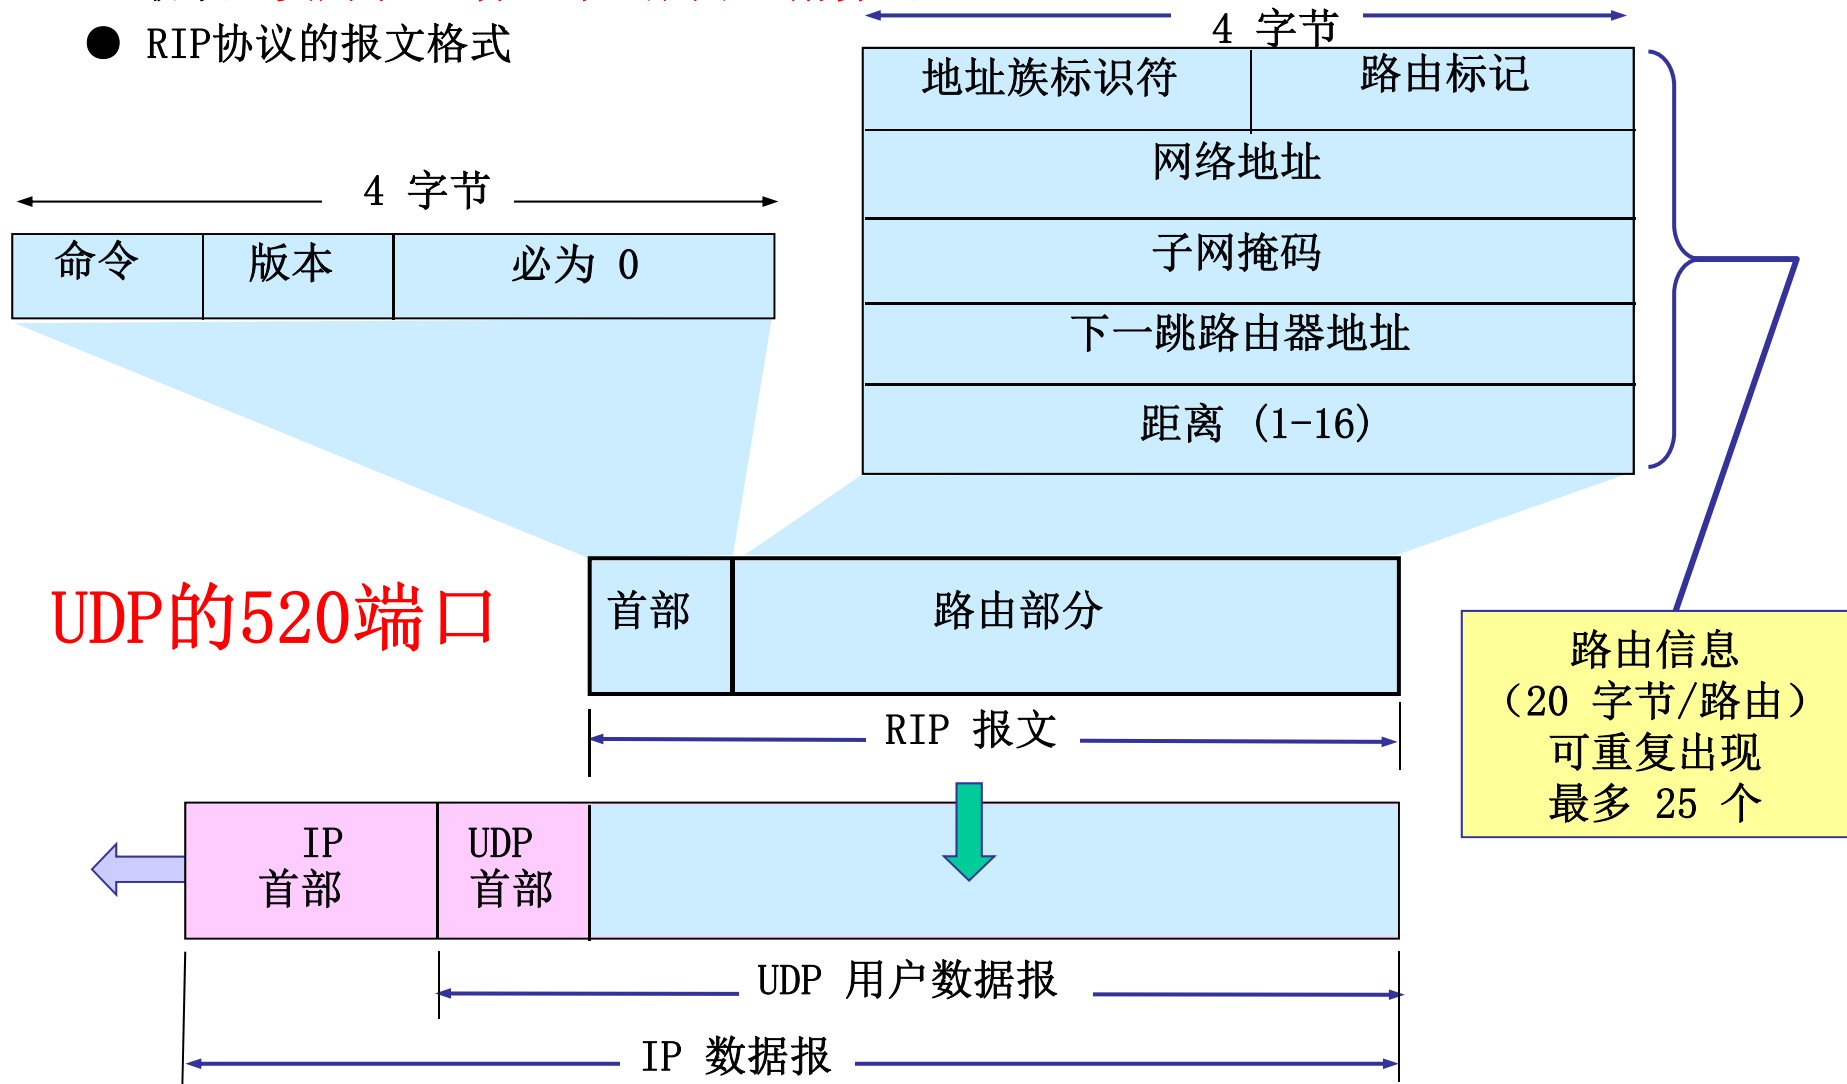 ● RIP协议的报文格式
4 字节
地址族标识符 路由标记
网络地址
子网掩码
下一跳路由器地址
距离 (1-16)
4 字节
命令 版本 必为 0
UDP的520端口
首部 路由部分
路由信息
（20 字节/路由）
可重复出现
最多 25 个
RIP 报文
IP
首部
UDP
首部
UDP 用户数据报
IP 数据报